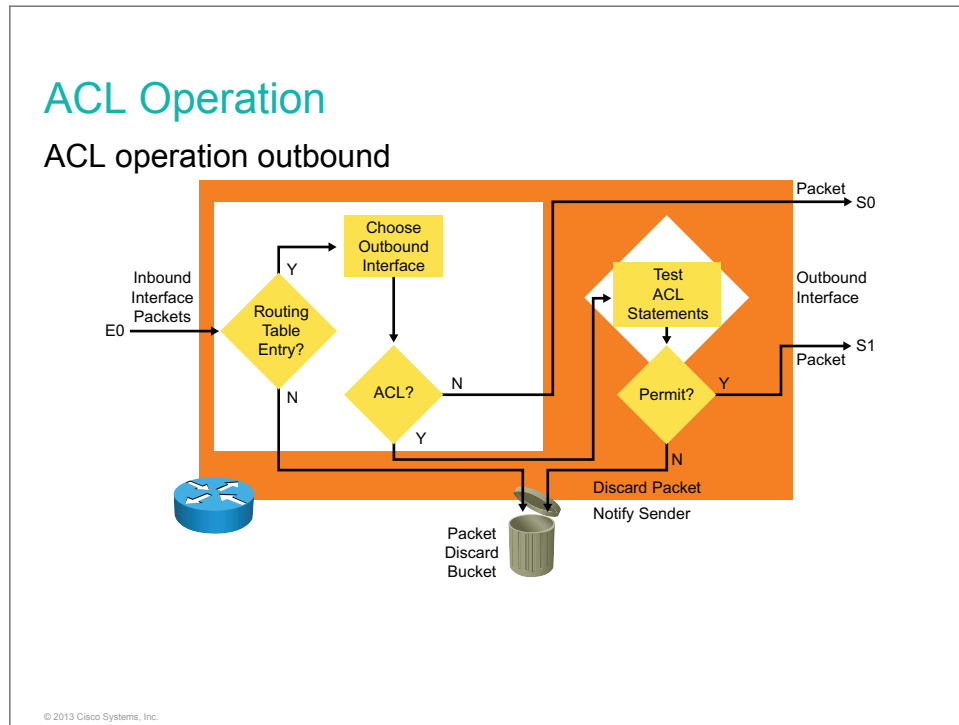 ACL Operation
ACL operation outbound
Packet
S0
Choose
Outbound
Interface
Y
Inbound
Interface
Packets
E0
Routing
Table
Entry?
Test
ACL
Statements
Outbound
Interface
S1
Packet
N
ACL?
N
Y
Permit?
Y
N
Discard Packet
Notify Sender
Packet
Discard
Bucket
© 2013 Cisco Systems, Inc.